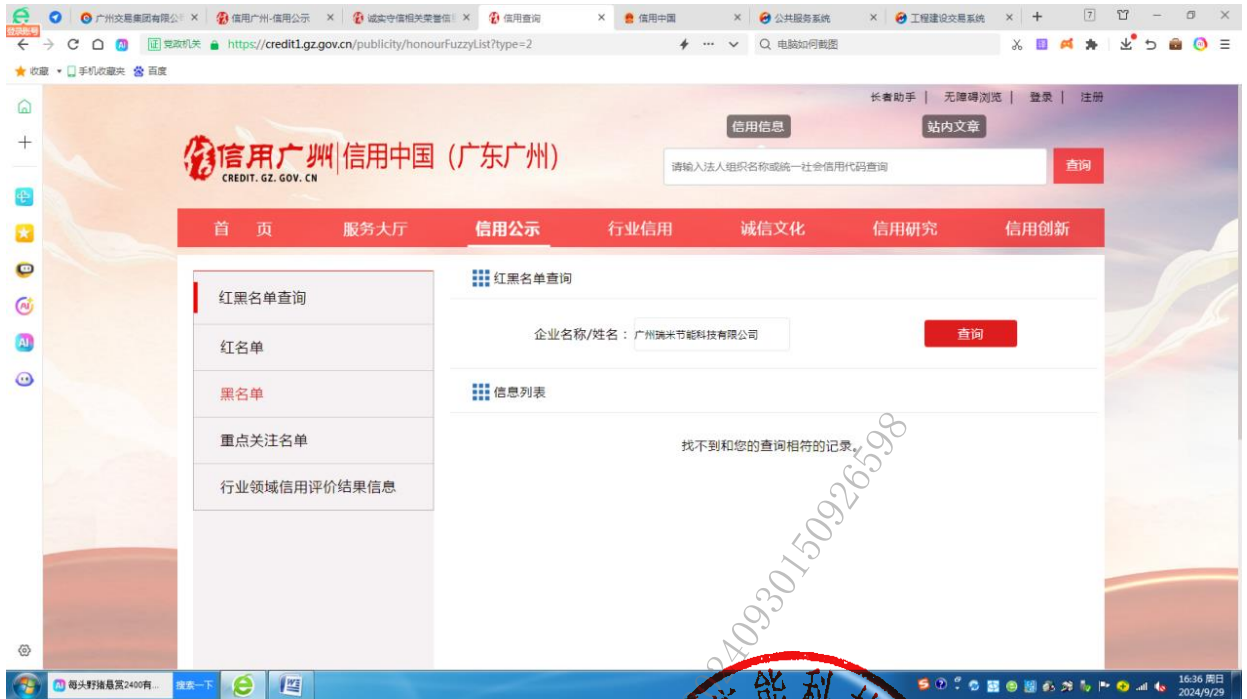 广州交易集团有限公
信用广州-信用公示
诚实守信相关荣誉信
信用查询
信用中国
公共服务系统
工程建设交易系统
7
登录账号
证 党政机关 https://credit1.gz.gov.cn/publicity/honourFuzzyList?type=2
电脑如何截图
收藏 手机收藏夹 百度
长者助手 | 无障碍浏览 | 登录 | 注册
信用信息 站内文章
信用广州 信用中国（广东广州）
CREDIT. GZ. GOV. CN
请输入法人组织名称或统一社会信用代码查询 查询
首 页 服务大厅 信用公示 行业信用 诚信文化 信用研究 信用创新
红黑名单查询
红名单
黑名单
重点关注名单
行业领域信用评价结果信息
红黑名单查询
企业名称/姓名： 广州瑞米节能科技有限公司 查询
信息列表
找不到和您的查询相符的记录。
每头野猪悬赏2400有... 搜索一下
16:36 周日
2024/9/29